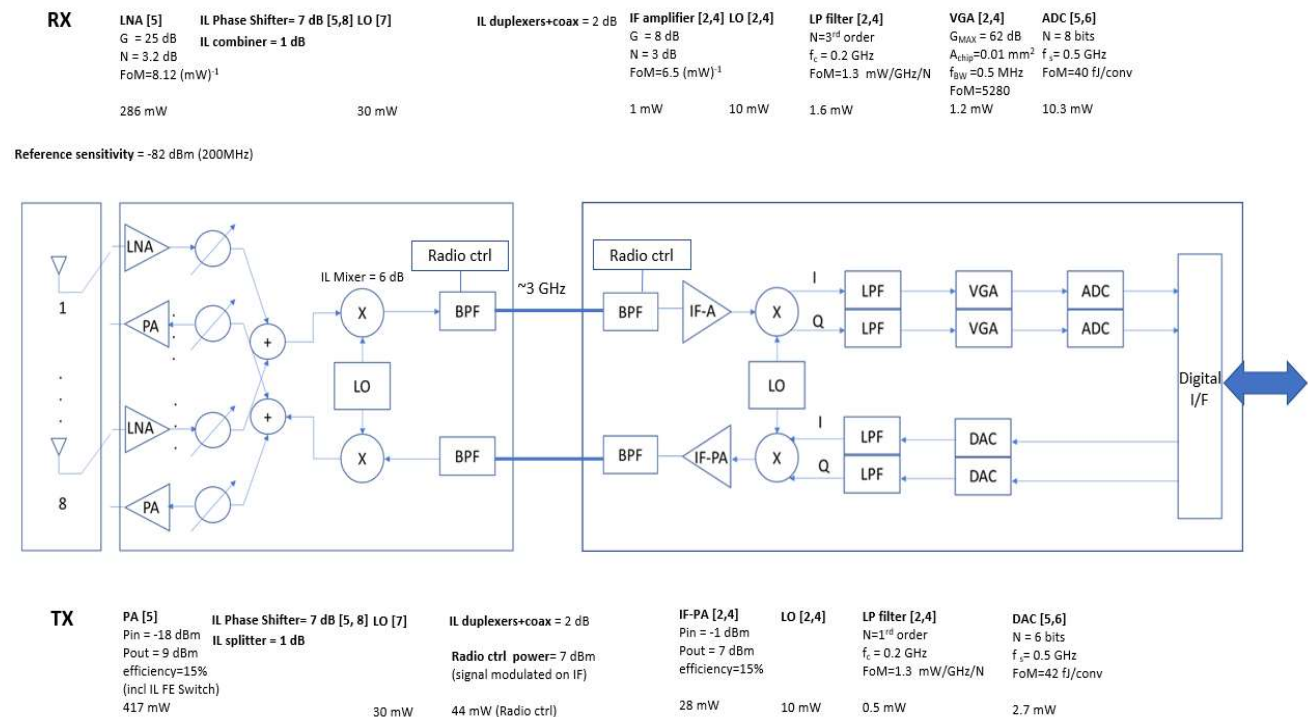 RX
LNA [5]
G = 25 dB
N = 3.2 dB
FoM=8.12 (mW)-1
286 mW
IL Phase Shifter= 7 dB [5,8] LO [7]
IL combiner = 1 dB
30 mW
IL duplexers+coax = 2 dB
IF amplifier [2,4] LO [2,4]
G = 8 dB
N = 3 dB
FoM=6.5 (mW)-1
1 mW
10 mW
LP filter [2,4]
N=3rd order
fc = 0.2 GHz
FoM=1.3 mW/GHz/N
1.6 mW
VGA [2,4]
GMAX = 62 dB
Achip=0.01 mm2
fBW =0.5 MHz
FoM=5280
1.2 mW
ADC [5,6]
N = 8 bits
fs= 0.5 GHz
FoM=40 fJ/conv
10.3 mW
Reference sensitivity = -82 dBm (200MHz)
1
.
.
.
.
8
LNA
PA
LNA
PA
+
+
IL Mixer = 6 dB
X
LO
X
Radio ctrl
BPF
BPF
~3 GHz
Radio ctrl
BPF
BPF
IF-A
IF-PA
X
LO
X
I
Q
LPF
LPF
VGA
VGA
ADC
ADC
I
Q
LPF
LPF
DAC
DAC
Digital
I/F
TX
PA [5]
Pin = -18 dBm
Pout = 9 dBm
efficiency=15%
(incl IL FE Switch)
417 mW
IL Phase Shifter= 7 dB [5, 8] LO [7]
IL splitter = 1 dB
30 mW
IL duplexers+coax = 2 dB
Radio ctrl power= 7 dBm
(signal modulated on IF)
44 mW (Radio ctrl)
IF-PA [2,4]
Pin = -1 dBm
Pout = 7 dBm
efficiency=15%
28 mW
LO [2,4]
10 mW
LP filter [2,4]
N=1rd order
fc = 0.2 GHz
FoM=1.3 mW/GHz/N
0.5 mW
DAC [5,6]
N = 6 bits
fs= 0.5 GHz
FoM=42 fJ/conv
2.7 mW